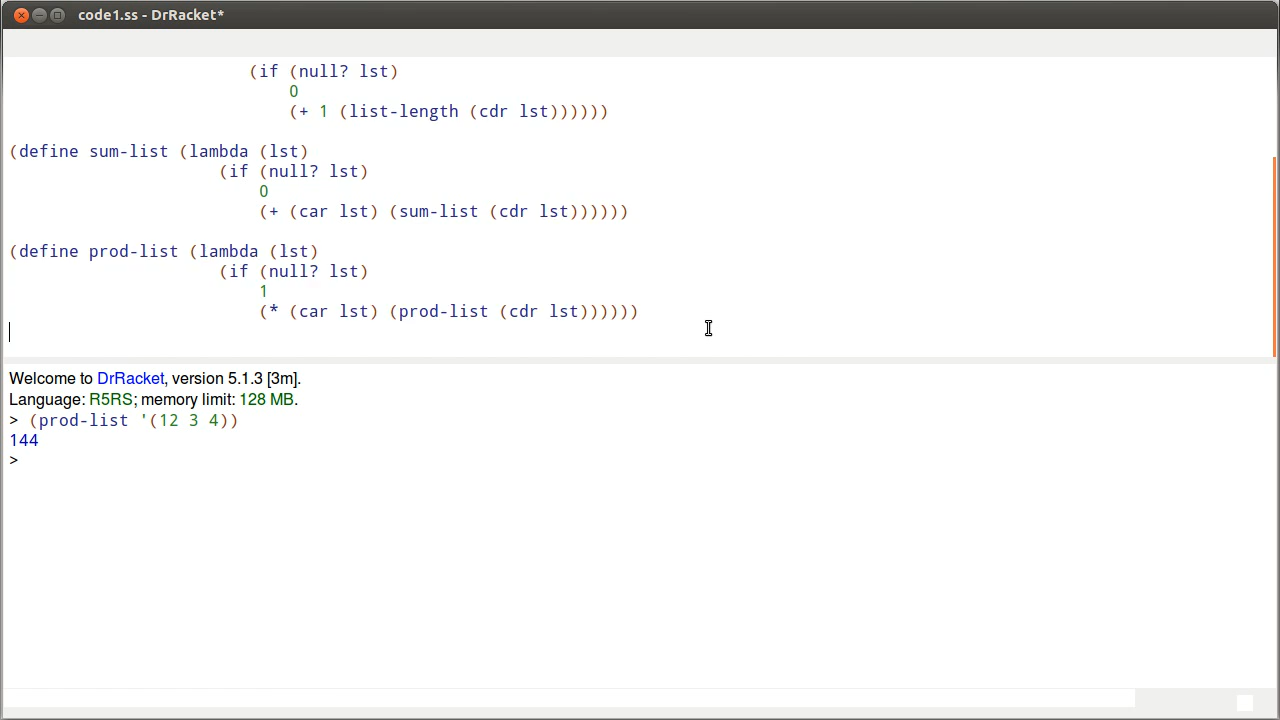 code1.ss - DrRacket*
(if (null? lst)
0
(+ 1 (list-length (cdr lst))))))
(define sum-list (lambda (lst)
(if (null? lst)
0
(+ (car lst) (sum-list (cdr lst))))))
(define prod-list (lambda (lst)
(if (null? lst)
1
(* (car lst) (prod-list (cdr lst))))))
Welcome to DrRacket, version 5.1.3 [3m].
Language: R5RS; memory limit: 128 MB.
> (prod-list '(12 3 4))
144
>